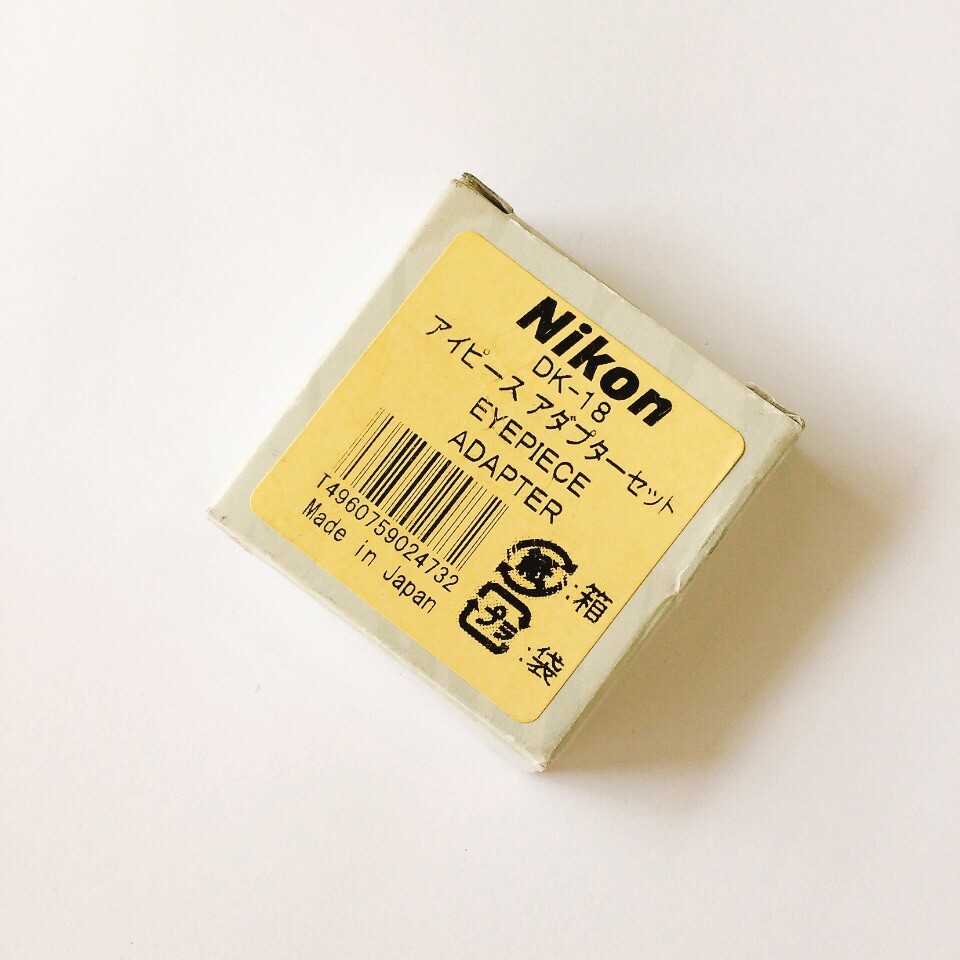 Nikon
DK-18
アイピースアダプターセット
EYEPIECE
ADAPTER
T4960759024732
Made in Japan
紙:箱
プラ:袋